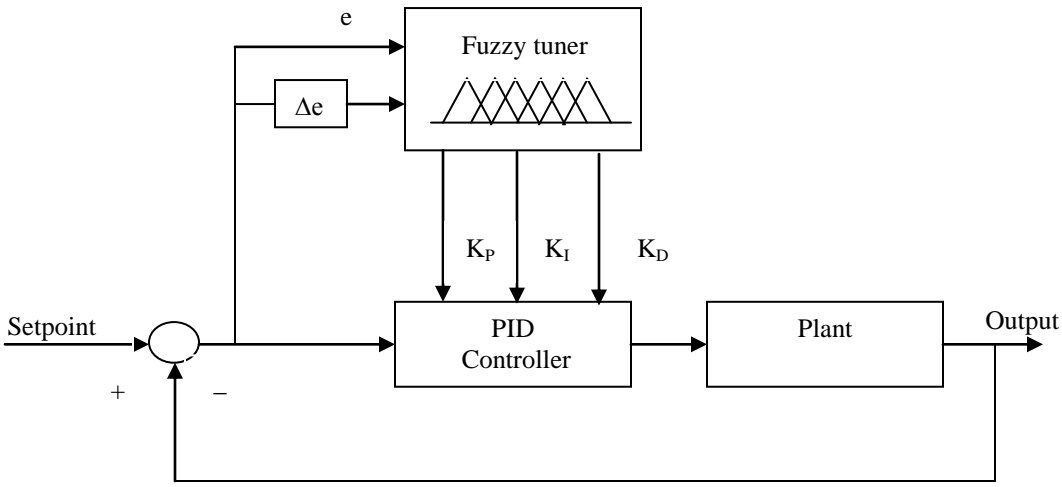 e
Fuzzy tuner
Δe
K_P K_I K_D
Setpoint
PID
Controller
Plant
Output
+ −